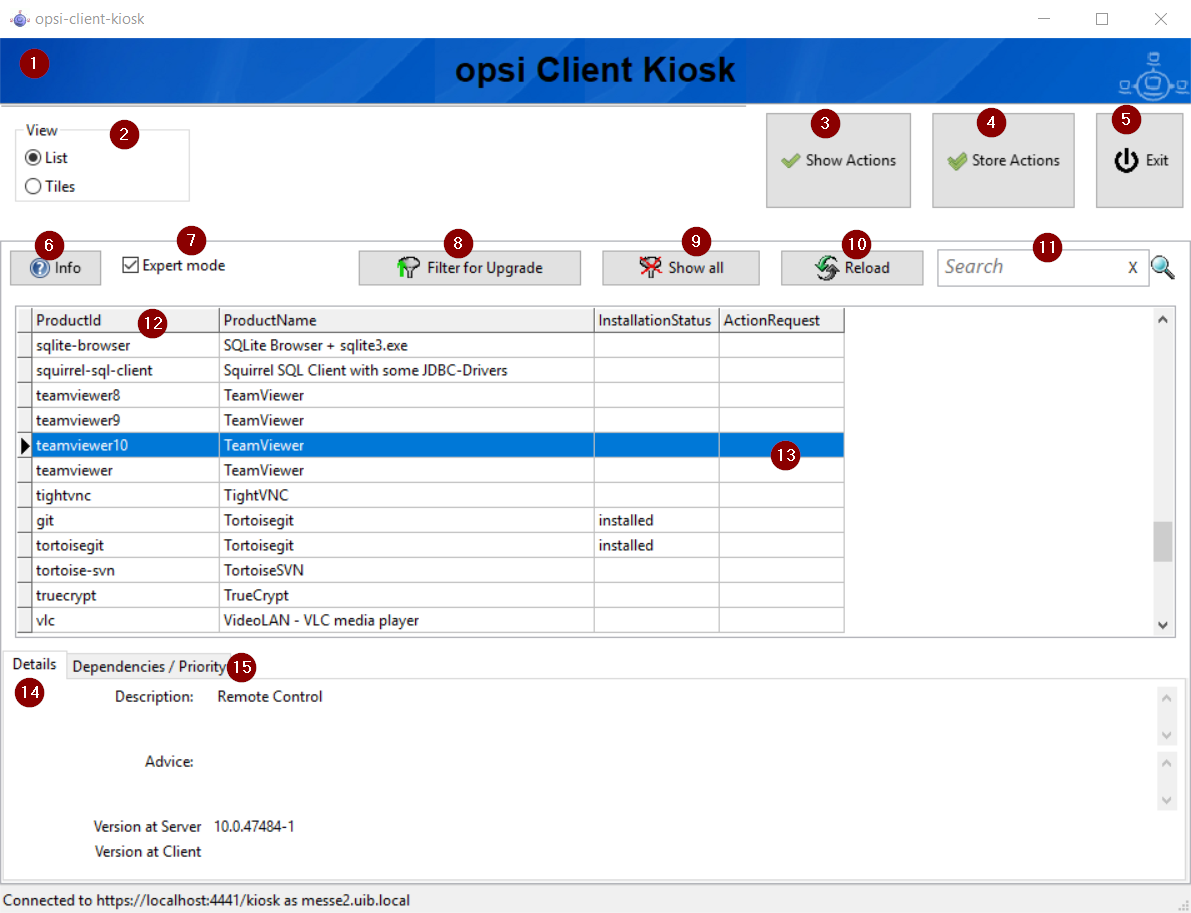 opsi-client-kiosk
1
opsi Client Kiosk
View
2
List
Tiles
3
Show Actions
4
Store Actions
5
Exit
6
Info
7
Expert mode
8
Filter for Upgrade
9
Show all
10
Reload
11
Search X
ProductId 12 ProductName InstallationStatus ActionRequest
sqlite-browser SQLite Browser + sqlite3.exe
squirrel-sql-client Squirrel SQL Client with some JDBC-Drivers
teamviewer8 TeamViewer
teamviewer9 TeamViewer
teamviewer10 TeamViewer 13
teamviewer TeamViewer
tightvnc TightVNC
git Tortoisegit installed
tortoisegit Tortoisegit installed
tortoise-svn TortoiseSVN
truecrypt TrueCrypt
vlc VideoLAN - VLC media player
Details Dependencies / Priority 15
14
Description: Remote Control
Advice:
Version at Server 10.0.47484-1
Version at Client
Connected to https://localhost:4441/kiosk as messe2.uib.local